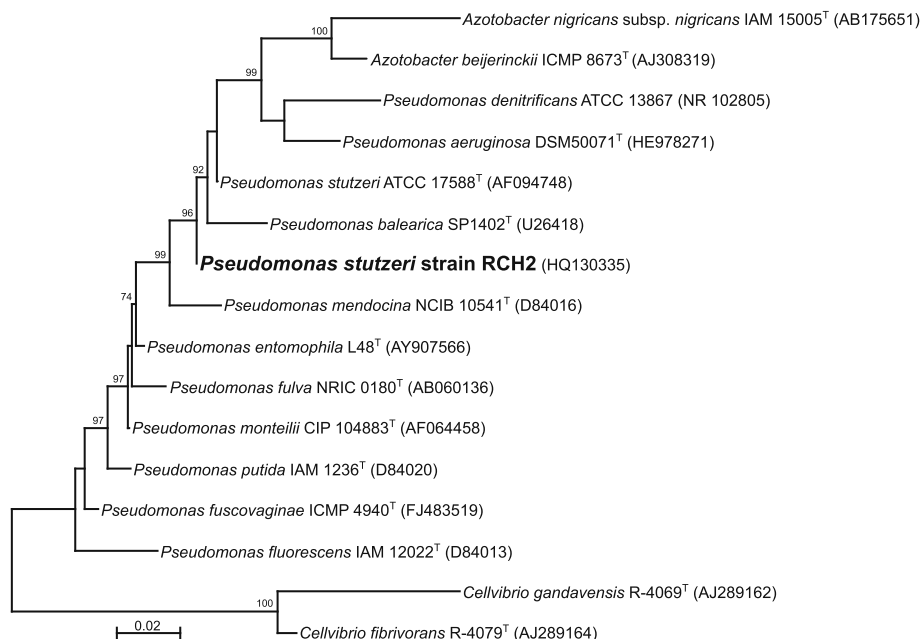 Azotobacter nigricans subsp. nigricans IAM 15005ᵀ (AB175651)
100
Azotobacter beijerinckii ICMP 8673ᵀ (AJ308319)
99
Pseudomonas denitrificans ATCC 13867 (NR 102805)
Pseudomonas aeruginosa DSM50071ᵀ (HE978271)
92
Pseudomonas stutzeri ATCC 17588ᵀ (AF094748)
96
Pseudomonas balearica SP1402ᵀ (U26418)
99
Pseudomonas stutzeri strain RCH2 (HQ130335)
74
Pseudomonas mendocina NCIB 10541ᵀ (D84016)
Pseudomonas entomophila L48ᵀ (AY907566)
97
Pseudomonas fulva NRIC 0180ᵀ (AB060136)
97
Pseudomonas monteilii CIP 104883ᵀ (AF064458)
Pseudomonas putida IAM 1236ᵀ (D84020)
Pseudomonas fuscovaginae ICMP 4940ᵀ (FJ483519)
Pseudomonas fluorescens IAM 12022ᵀ (D84013)
Cellvibrio gandavensis R-4069ᵀ (AJ289162)
100
Cellvibrio fibrivorans R-4079ᵀ (AJ289164)
0.02